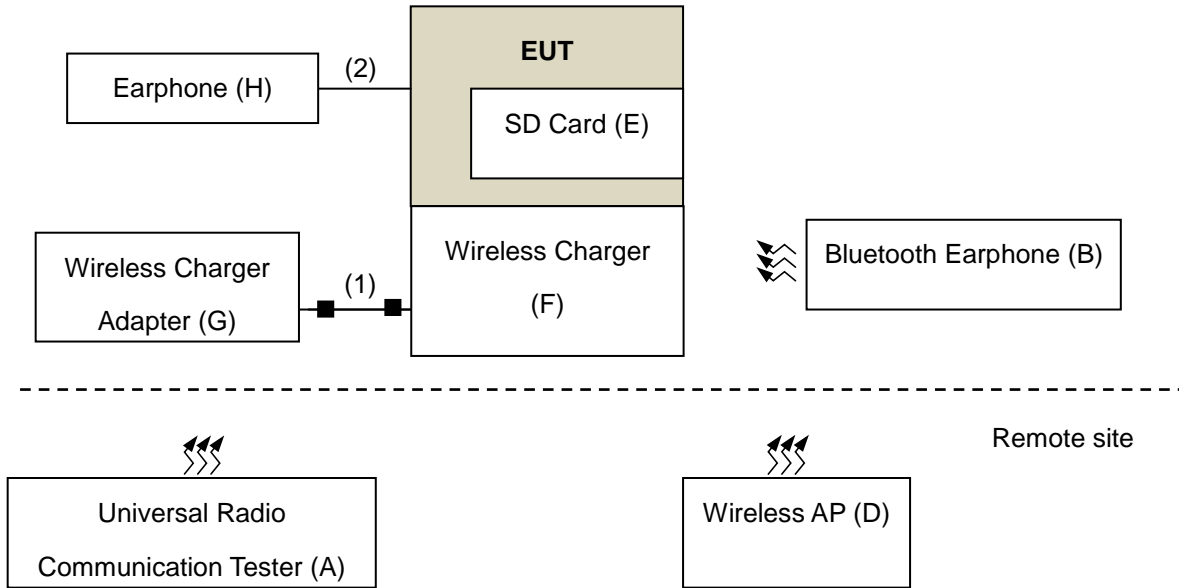 EUT
(2)
Earphone (H)
SD Card (E)
Wireless Charger
Adapter (G)
(1)
Wireless Charger
(F)
Bluetooth Earphone (B)
Remote site
Universal Radio
Communication Tester (A)
Wireless AP (D)